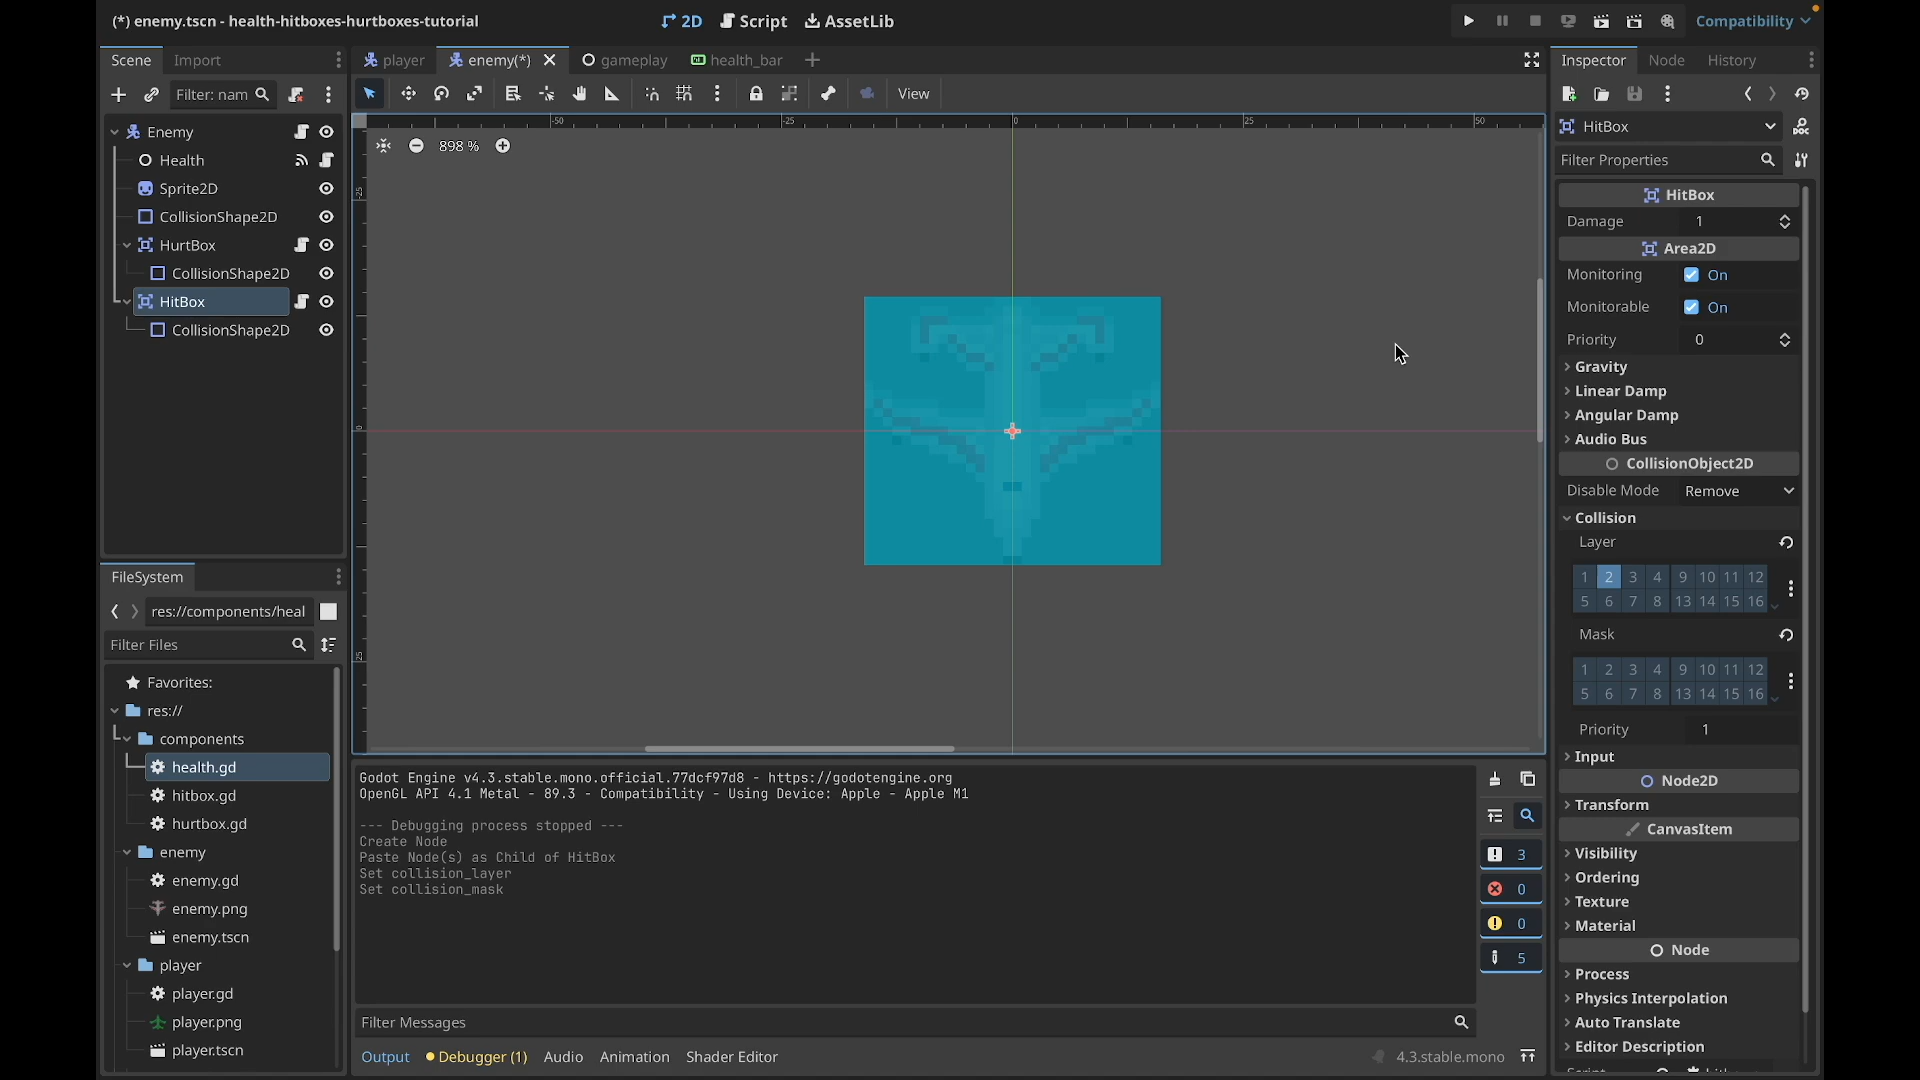 (*) enemy.tscn - health-hitboxes-hurtboxes-tutorial
2D
Script
AssetLib
Compatibility
Scene
Import
player
enemy(*)
gameplay
health_bar
Inspector
Node
History
Filter: nam
View
HitBox
Filter Properties
Enemy
Health
Sprite2D
CollisionShape2D
HurtBox
CollisionShape2D
HitBox
CollisionShape2D
898 %
-50
-25
0
25
50
-25
0
25
HitBox
Damage 1
Area2D
Monitoring On
Monitorable On
Priority 0
Gravity
Linear Damp
Angular Damp
Audio Bus
CollisionObject2D
Disable Mode Remove
Collision
Layer
1 2 3 4 9 10 11 12
5 6 7 8 13 14 15 16
Mask
1 2 3 4 9 10 11 12
5 6 7 8 13 14 15 16
Priority 1
Input
Node2D
Transform
CanvasItem
Visibility
Ordering
Texture
Material
Node
Process
Physics Interpolation
Auto Translate
Editor Description
FileSystem
res://components/heal
Filter Files
Favorites:
res://
components
health.gd
hitbox.gd
hurtbox.gd
enemy
enemy.gd
enemy.png
enemy.tscn
player
player.gd
player.png
player.tscn
Godot Engine v4.3.stable.mono.official.77dcf97d8 - https://godotengine.org
OpenGL API 4.1 Metal - 89.3 - Compatibility - Using Device: Apple - Apple M1
--- Debugging process stopped ---
Create Node
Paste Node(s) as Child of HitBox
Set collision_layer
Set collision_mask
3
0
0
5
Filter Messages
Output
Debugger (1)
Audio
Animation
Shader Editor
4.3.stable.mono